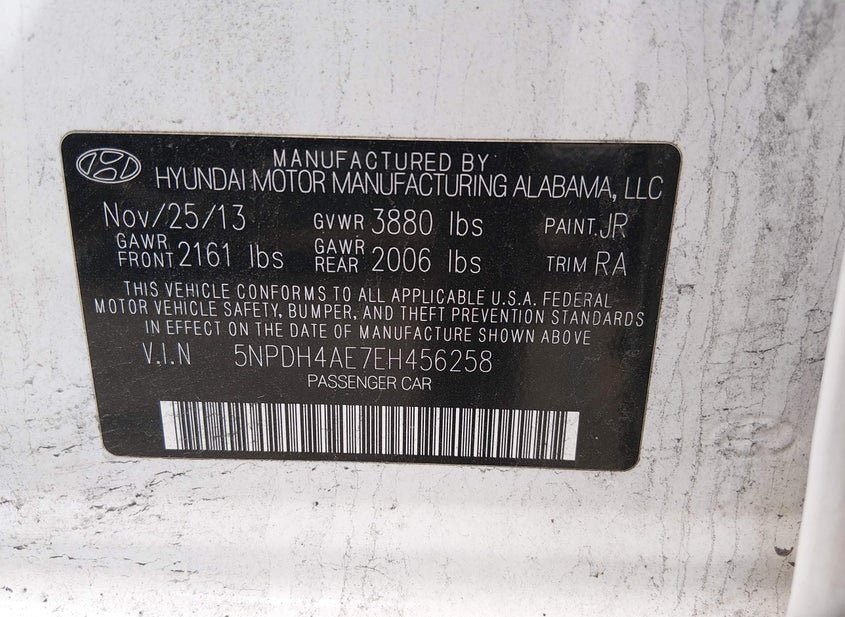 MANUFACTURED BY
HYUNDAI MOTOR MANUFACTURING ALABAMA, LLC
Nov/25/13 GVWR 3880 lbs PAINT.JR
GAWR FRONT 2161 lbs GAWR REAR 2006 lbs TRIM RA
THIS VEHICLE CONFORMS TO ALL APPLICABLE U.S.A. FEDERAL
MOTOR VEHICLE SAFETY, BUMPER, AND THEFT PREVENTION STANDARDS
IN EFFECT ON THE DATE OF MANUFACTURE SHOWN ABOVE
V.I.N 5NPDH4AE7EH456258
PASSENGER CAR